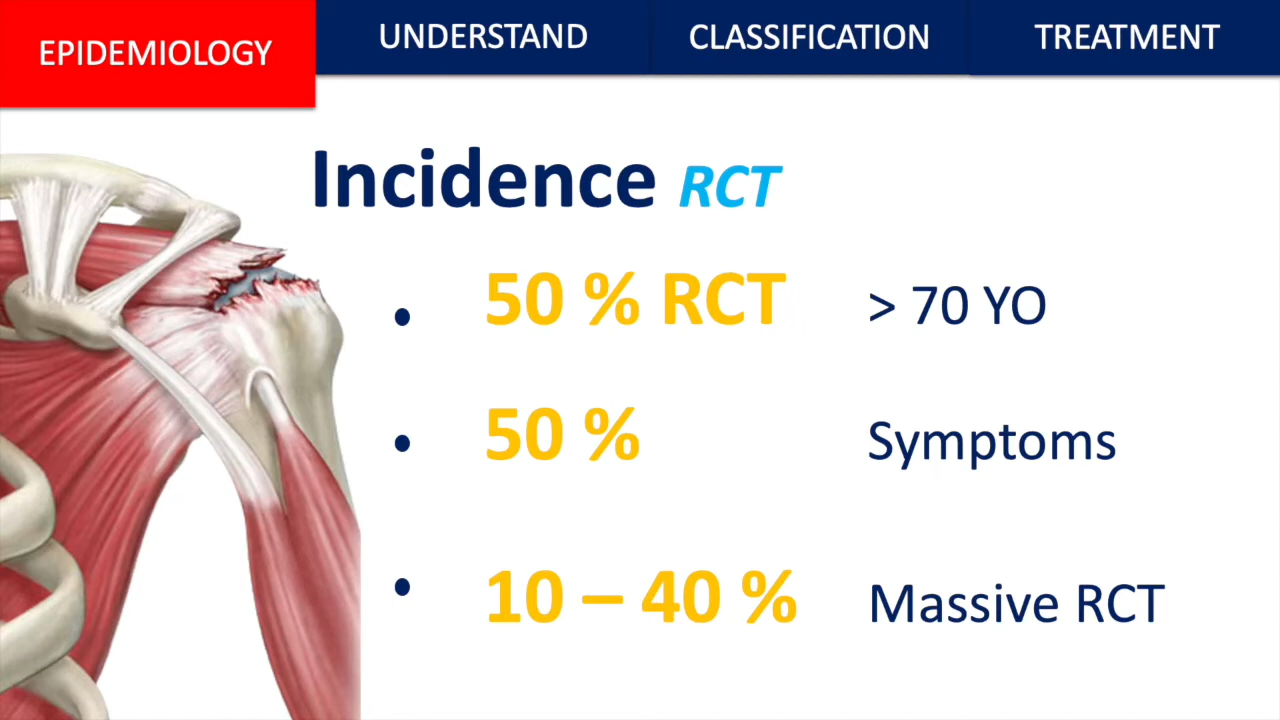 EPIDEMIOLOGY UNDERSTAND CLASSIFICATION TREATMENT
Incidence RCT
• 50 % RCT > 70 YO
• 50 % Symptoms
• 10 – 40 % Massive RCT